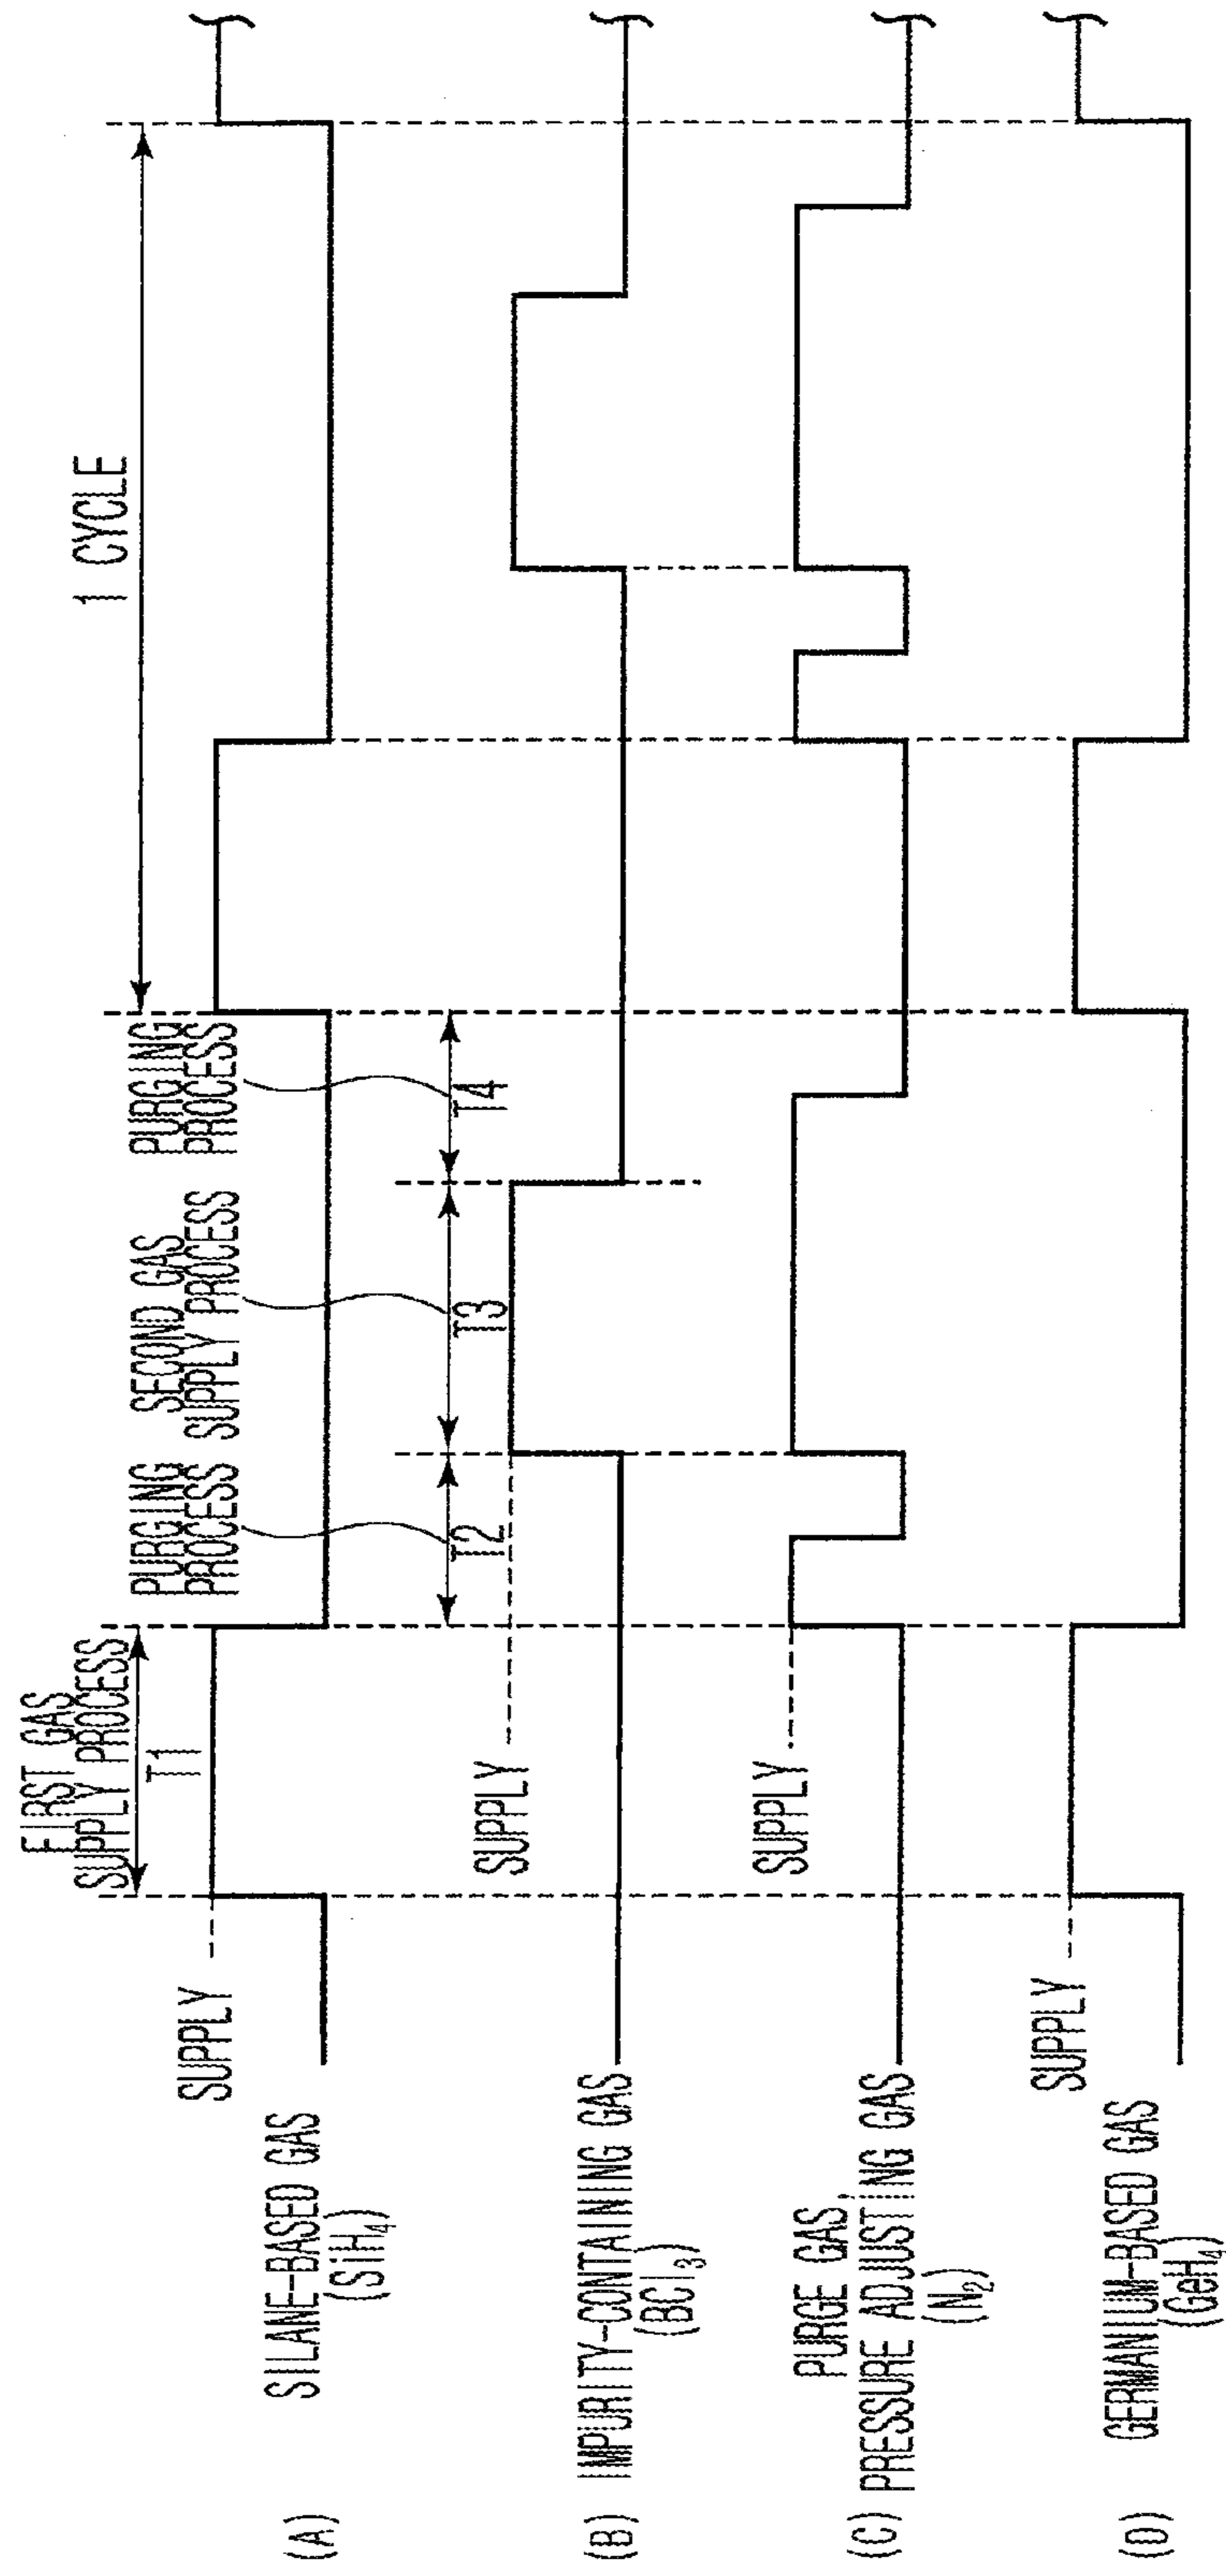 FIRST GAS
SUPPLY PROCESS
T1
PURGING
PROCESS
SECOND GAS
SUPPLY PROCESS
PURGING
PROCESS
1 CYCLE
T2
T3
T4
(A)
SILANE-BASED GAS
(SiH4)
SUPPLY
(B)
IMPURITY-CONTAINING GAS
(BCl3)
SUPPLY
(C)
PURGE GAS,
PRESSURE ADJUSTING GAS
(N2)
SUPPLY
(D)
GERMANIUM-BASED GAS
(GeH4)
SUPPLY